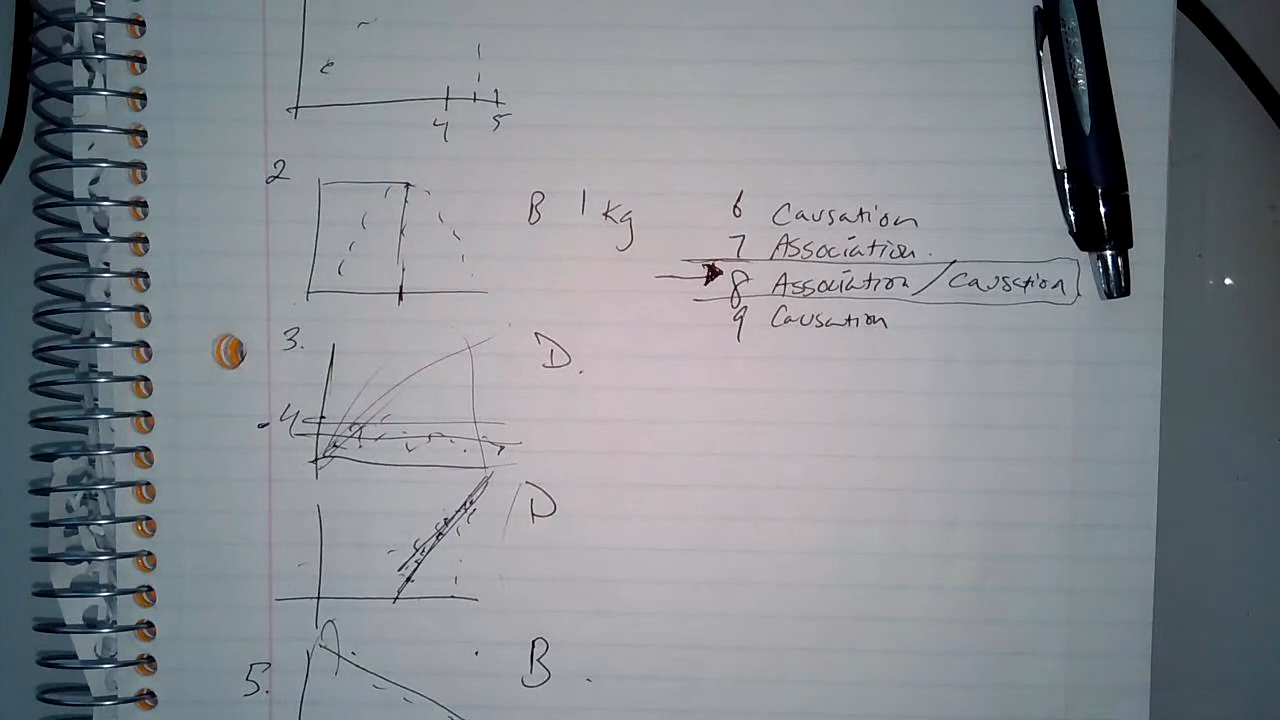 4 5
2
B 1 kg
6 Causation
7 Association.
8 Association / Causation
9 Causation
3.
D.
4
D
5.
B.